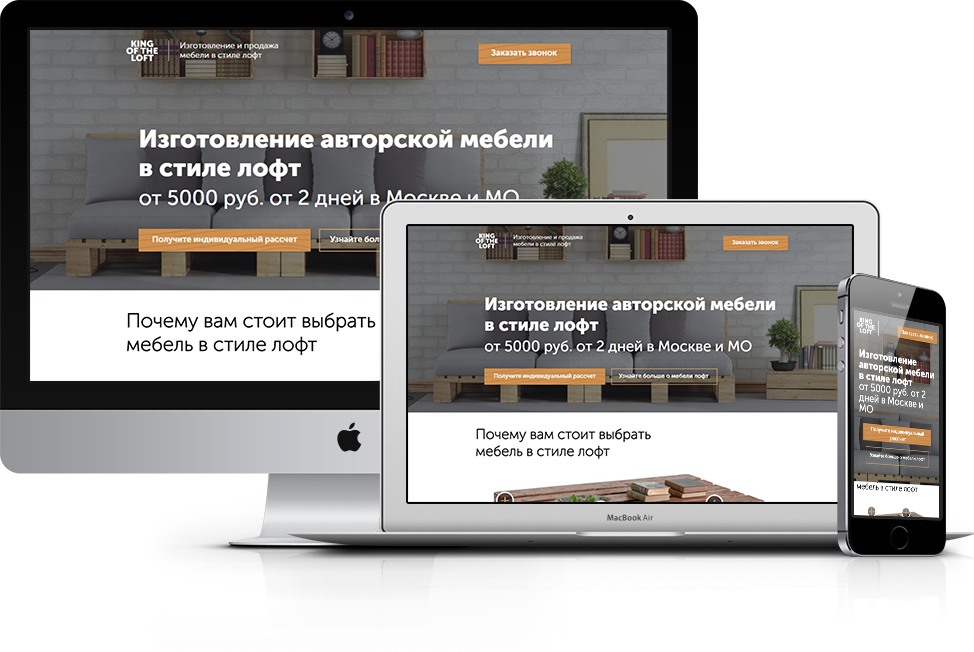 KING
OF THE
LOFT
Изготовление и продажа
мебели в стиле лофт
Заказать звонок
Изготовление авторской мебели
в стиле лофт
от 5000 руб. от 2 дней в Москве и МО
Получите индивидуальный рассчет
Узнайте бол
Почему вам стоит выбрать
мебель в стиле лофт
KING
OF THE
LOFT
Изготовление и продажа
мебели в стиле лофт
Заказать звонок
Изготовление авторской мебели
в стиле лофт
от 5000 руб. от 2 дней в Москве и МО
Получите индивидуальный рассчет
Узнайте больше о мебели лофт
Почему вам стоит выбрать
мебель в стиле лофт
MacBook Air
KING
OF THE
LOFT
Заказать звонок
Изготовление
авторской мебели
в стиле лофт
от 5000 руб. от 2
дней в Москве и
МО
Получите индивидуальный
рассчет
Узнайте больше о мебели лофт
мебель в стиле лофт